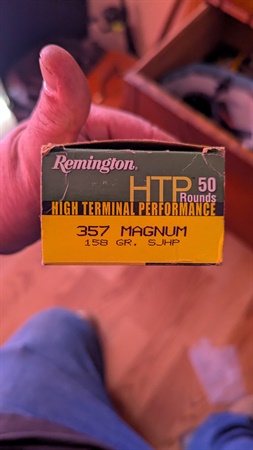 Remington
HTP 50
Rounds
HIGH TERMINAL PERFORMANCE
357 MAGNUM
158 GR. SJHP